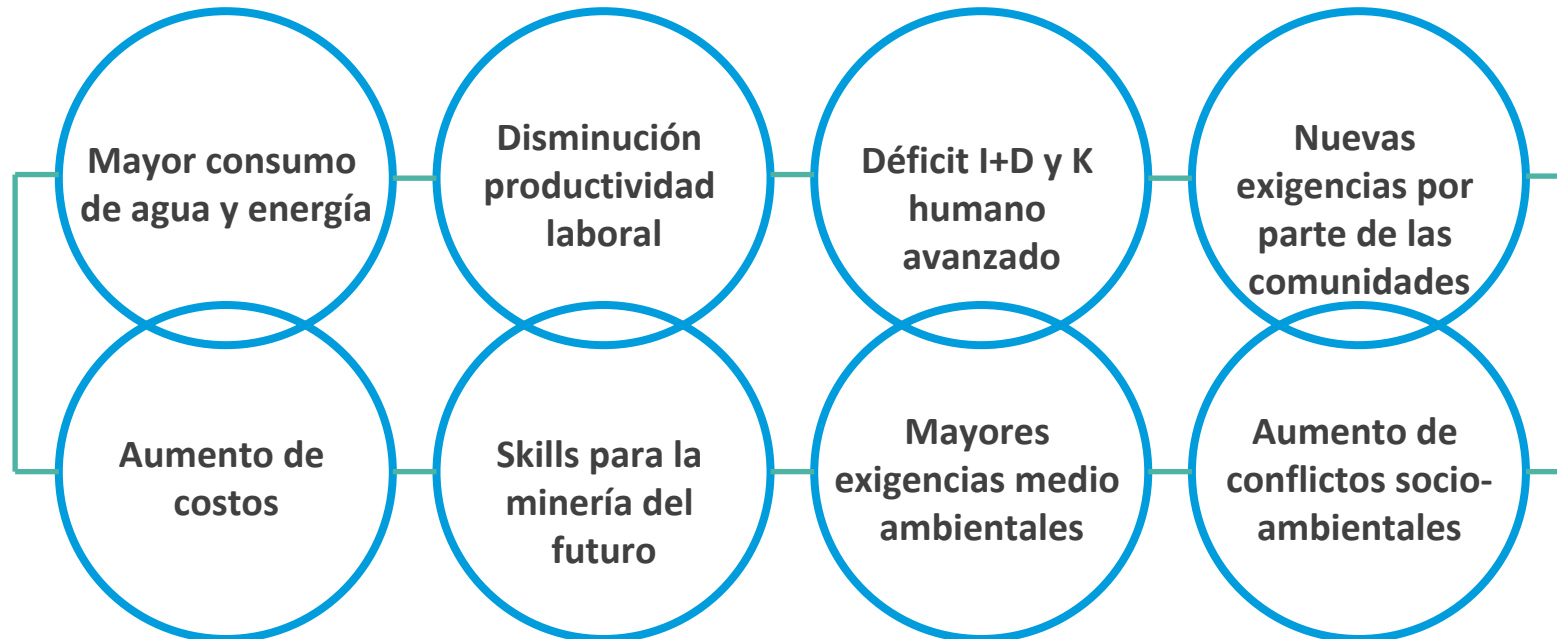 Mayor consumo
de agua y energía
Disminución
productividad
laboral
Déficit I+D y K
humano
avanzado
Nuevas
exigencias por
parte de las
comunidades
Aumento de
costos
Skills para la
minería del
futuro
Mayores
exigencias medio
ambientales
Aumento de
conflictos socio-
ambientales